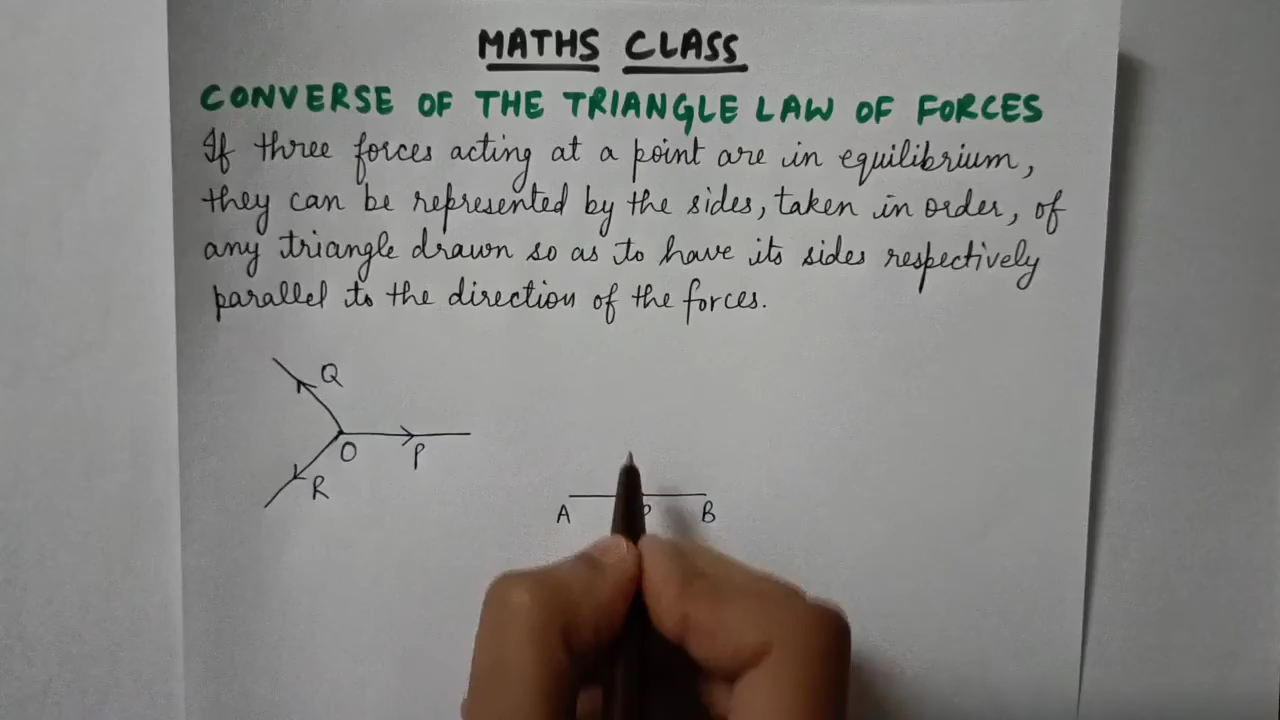 MATHS CLASS
CONVERSE OF THE TRIANGLE LAW OF FORCES
If three forces acting at a point are in equilibrium,
they can be represented by the sides, taken in order, of
any triangle drawn so as to have its sides respectively
parallel to the direction of the forces.
Q
O
P
R
A B